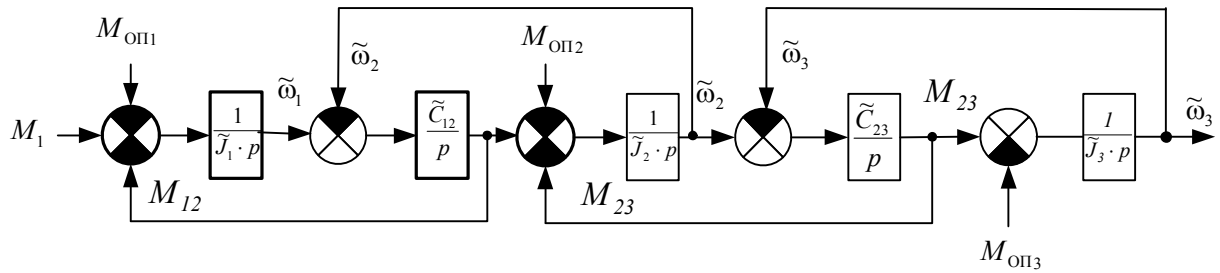 M_ОП1
M_ОП2
ω̃_2
ω̃_3
M_1
ω̃_1
1 / J̃_1 · p
C̃_12 / p
1 / J̃_2 · p
ω̃_2
C̃_23 / p
M_23
1 / J̃_3 · p
ω̃_3
M_12
M_23
M_ОП3